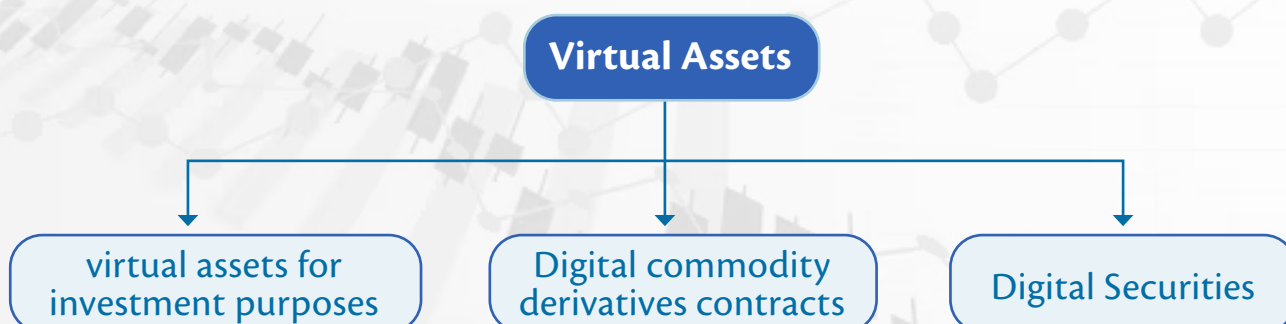 Virtual Assets
virtual assets for
investment purposes
Digital commodity
derivatives contracts
Digital Securities